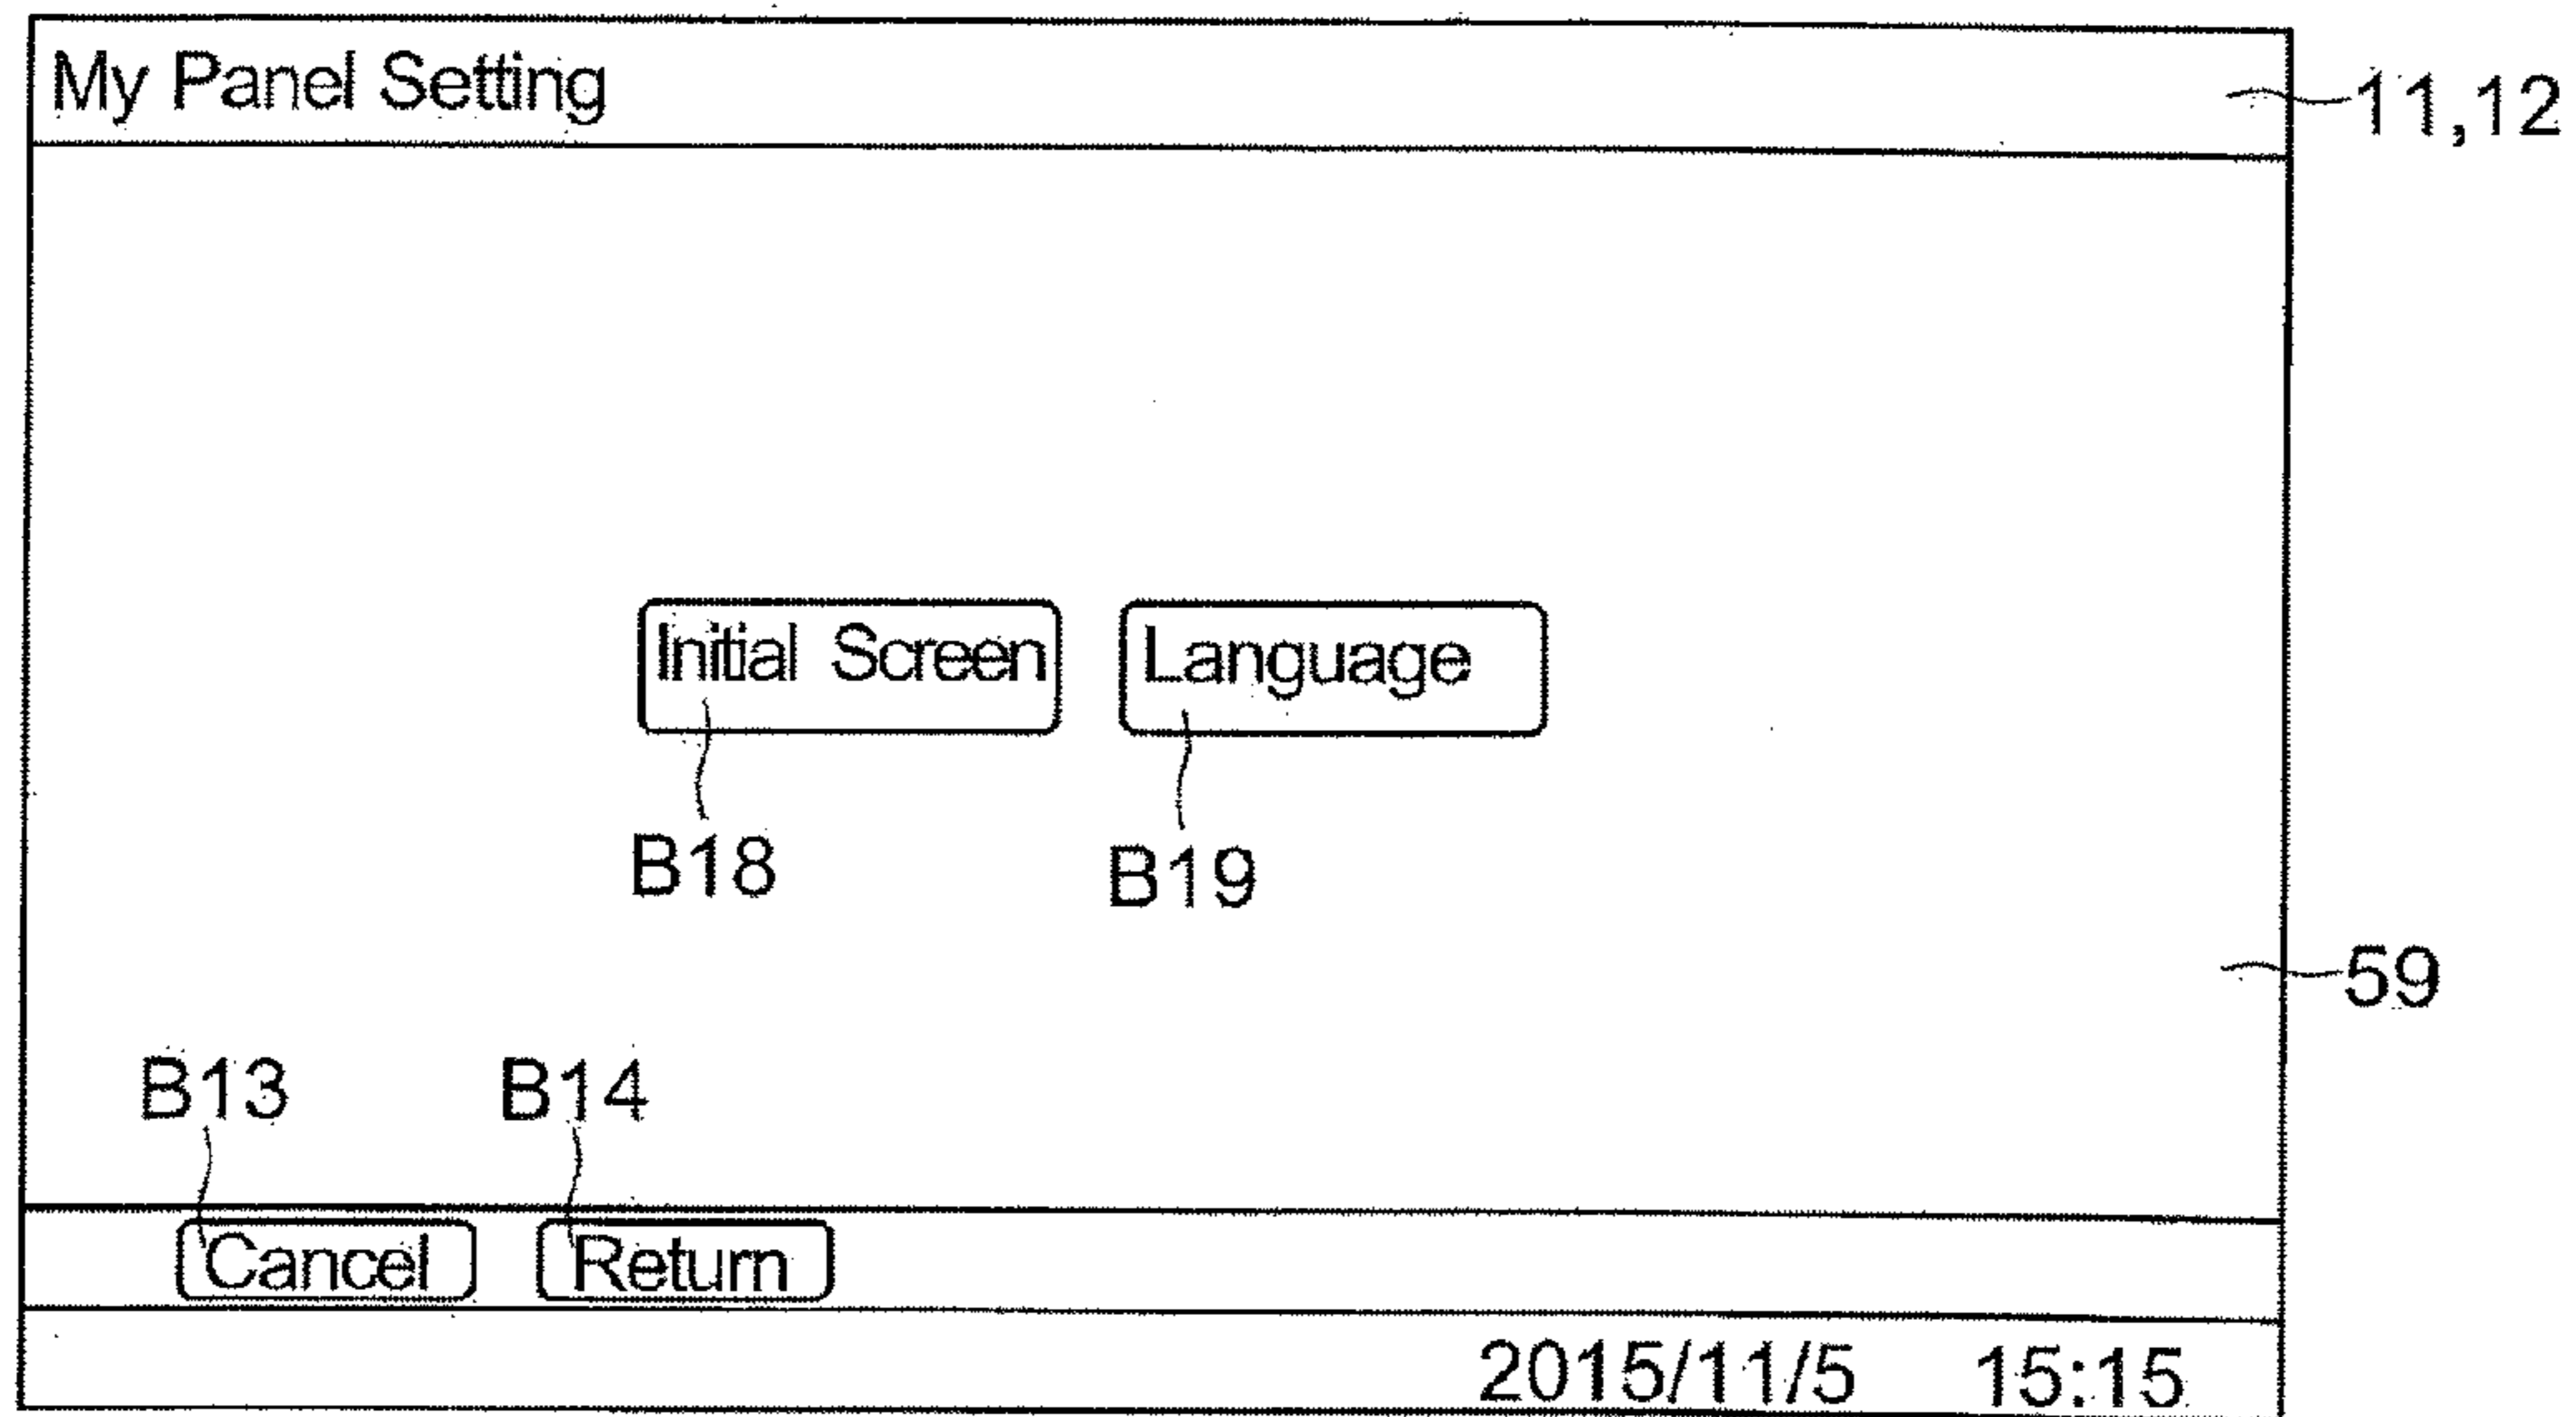 My Panel Setting
11,12
Initial Screen Language
B18 B19
59
B13 B14
Cancel Return
2015/11/5 15:15